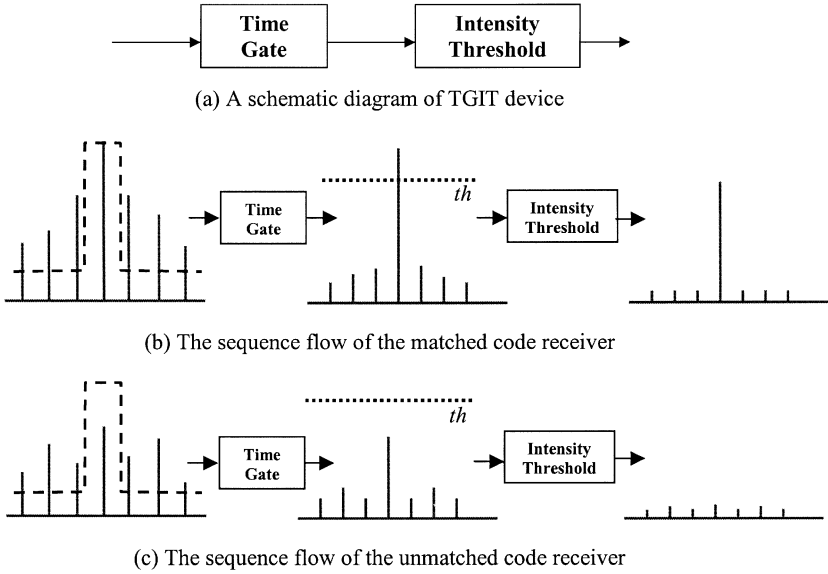 Time
Gate
Intensity
Threshold
(a) A schematic diagram of TGIT device
th
Time
Gate
Intensity
Threshold
(b) The sequence flow of the matched code receiver
th
Time
Gate
Intensity
Threshold
(c) The sequence flow of the unmatched code receiver